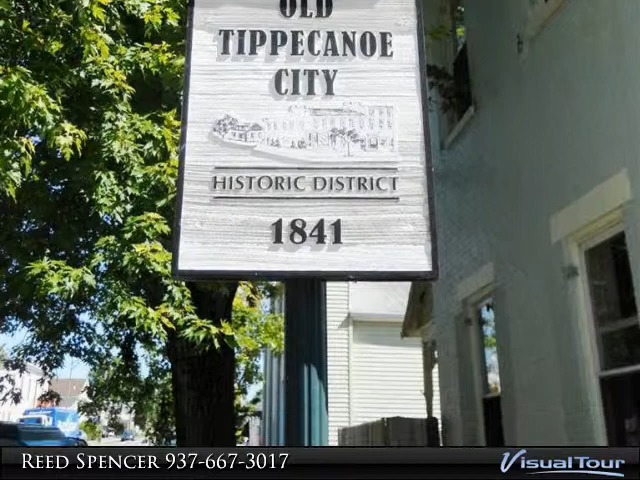 OLD
TIPPECANOE
CITY
HISTORIC DISTRICT
1841
REED SPENCER 937-667-3017
VISUALTOUR